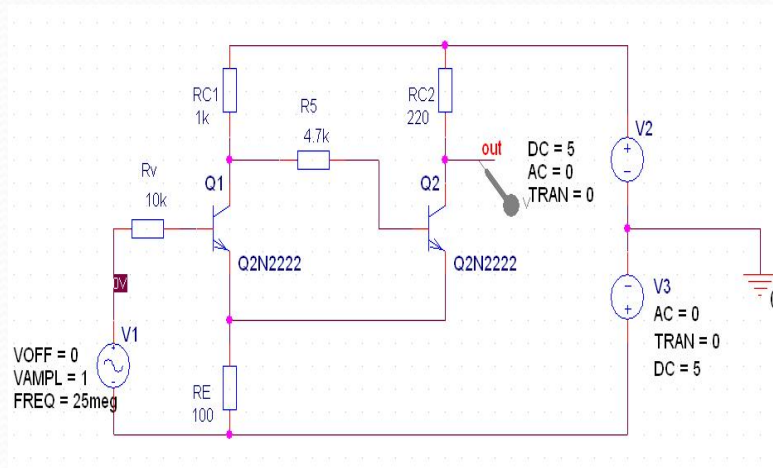 RC1
1k
R5
4.7k
RC2
220
out
DC = 5
AC = 0
TRAN = 0
V2
Rv
10k
Q1
Q2
V
Q2N2222
Q2N2222
0V
V1
VOFF = 0
VAMPL = 1
FREQ = 25meg
RE
100
V3
AC = 0
TRAN = 0
DC = 5